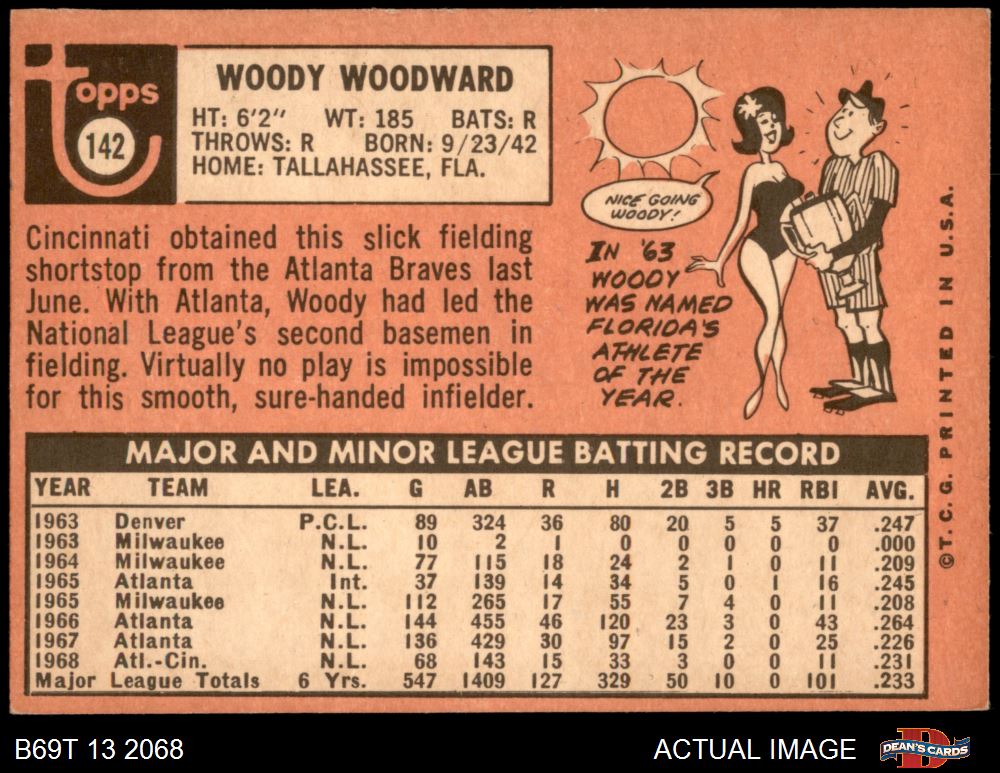 Topps
142
WOODY WOODWARD
HT: 6'2" WT: 185 BATS: R
THROWS: R BORN: 9/23/42
HOME: TALLAHASSEE, FLA.
Cincinnati obtained this slick fielding
shortstop from the Atlanta Braves last
June. With Atlanta, Woody had led the
National League's second basemen in
fielding. Virtually no play is impossible
for this smooth, sure-handed infielder.
NICE GOING
WOODY!
IN '63
WOODY
WAS NAMED
FLORIDA'S
ATHLETE
OF THE
YEAR.
MAJOR AND MINOR LEAGUE BATTING RECORD
YEAR TEAM LEA. G AB R H 2B 3B HR RBI AVG.
1963 Denver P.C.L. 89 324 36 80 20 5 5 37 .247
1963 Milwaukee N.L. 10 2 1 0 0 0 0 0 .000
1964 Milwaukee N.L. 77 115 18 24 2 1 0 11 .209
1965 Atlanta Int. 37 139 14 34 5 0 1 16 .245
1965 Milwaukee N.L. 112 265 17 55 7 4 0 11 .208
1966 Atlanta N.L. 144 455 46 120 23 3 0 43 .264
1967 Atlanta N.L. 136 429 30 97 15 2 0 25 .226
1968 Atl.-Cin. N.L. 68 143 15 33 3 0 0 11 .231
Major League Totals 6 Yrs. 547 1409 127 329 50 10 0 101 .233
© T. C. G. PRINTED IN U.S.A.
B69T 13 2068
ACTUAL IMAGE
DEAN'S CARDS